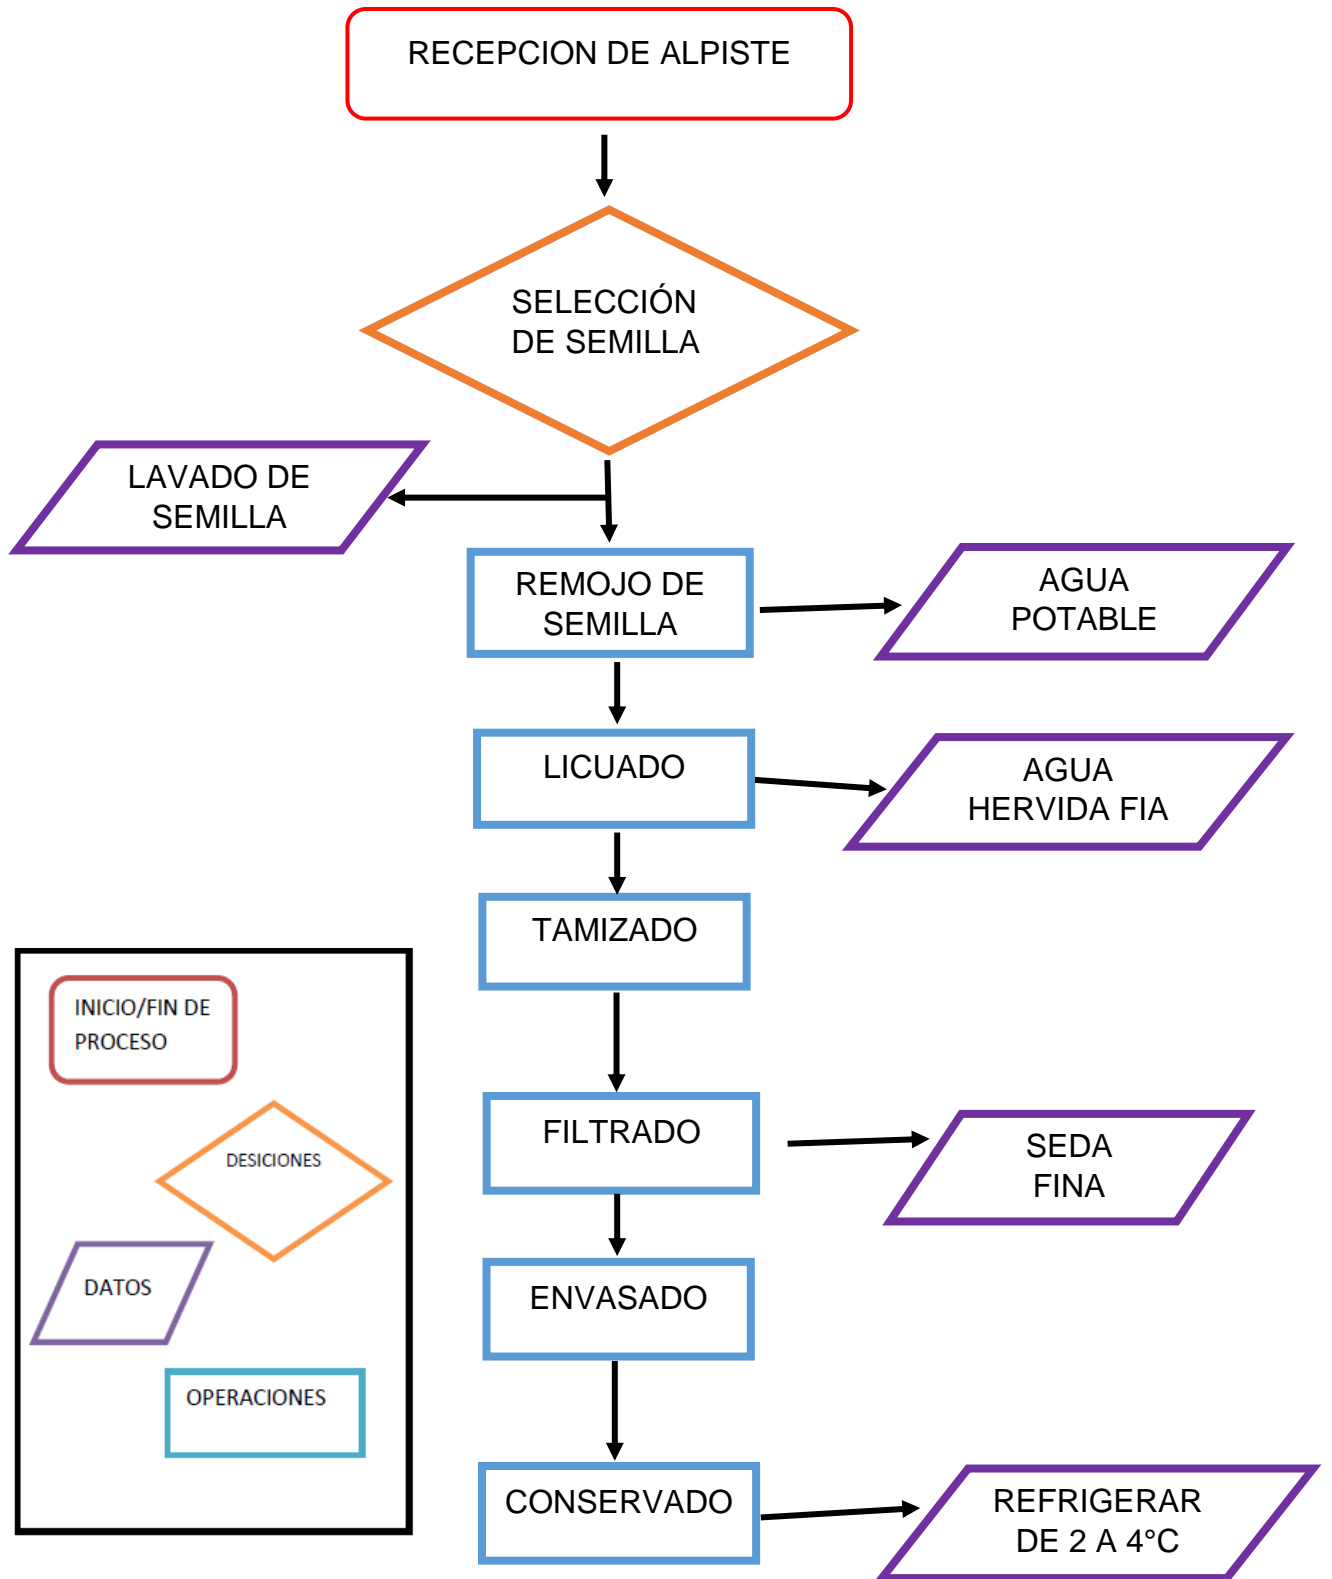 RECEPCION DE ALPISTE
SELECCIÓN
DE SEMILLA
LAVADO DE
SEMILLA
REMOJO DE
SEMILLA
AGUA
POTABLE
LICUADO
AGUA
HERVIDA FIA
TAMIZADO
INICIO/FIN DE
PROCESO
DESICIONES
DATOS
OPERACIONES
FILTRADO
SEDA
FINA
ENVASADO
CONSERVADO
REFRIGERAR
DE 2 A 4°C